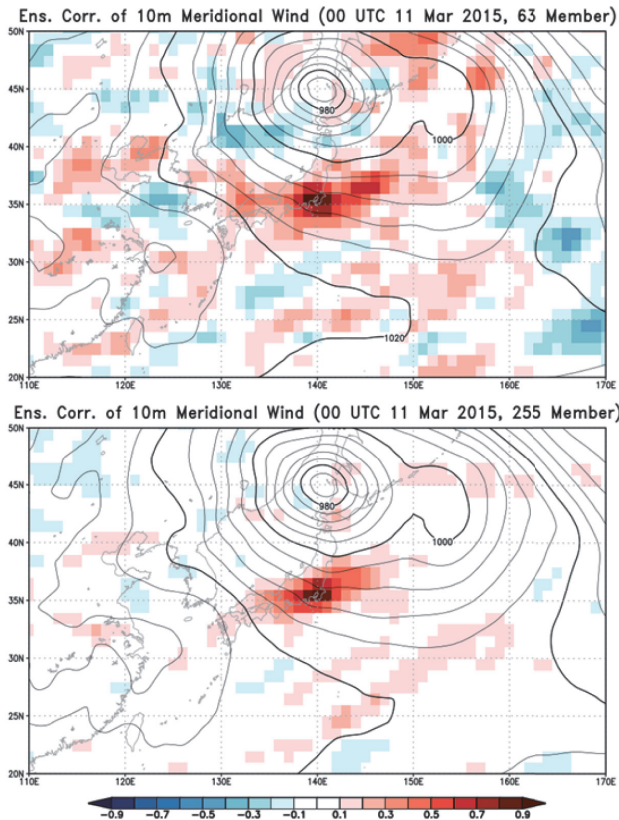 Ens. Corr. of 10m Meridional Wind (00 UTC 11 Mar 2015, 63 Member)
50N
45N
980
1000
40N
35N
30N
25N
1020
20N
110E 120E 130E 140E 150E 160E 170E
Ens. Corr. of 10m Meridional Wind (00 UTC 11 Mar 2015, 255 Member)
50N
45N
980
1000
40N
35N
30N
25N
20N
110E 120E 130E 140E 150E 160E 170E
-0.9 -0.7 -0.5 -0.3 -0.1 0.1 0.3 0.5 0.7 0.9